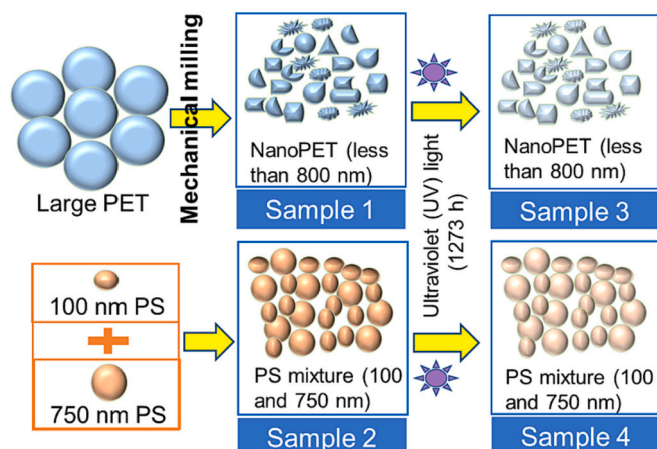 Large PET
Mechanical milling
NanoPET (less
than 800 nm)
Sample 1
Ultraviolet (UV) light
(1273 h)
NanoPET (less
than 800 nm)
Sample 3
100 nm PS
750 nm PS
PS mixture (100
and 750 nm)
Sample 2
PS mixture (100
and 750 nm)
Sample 4